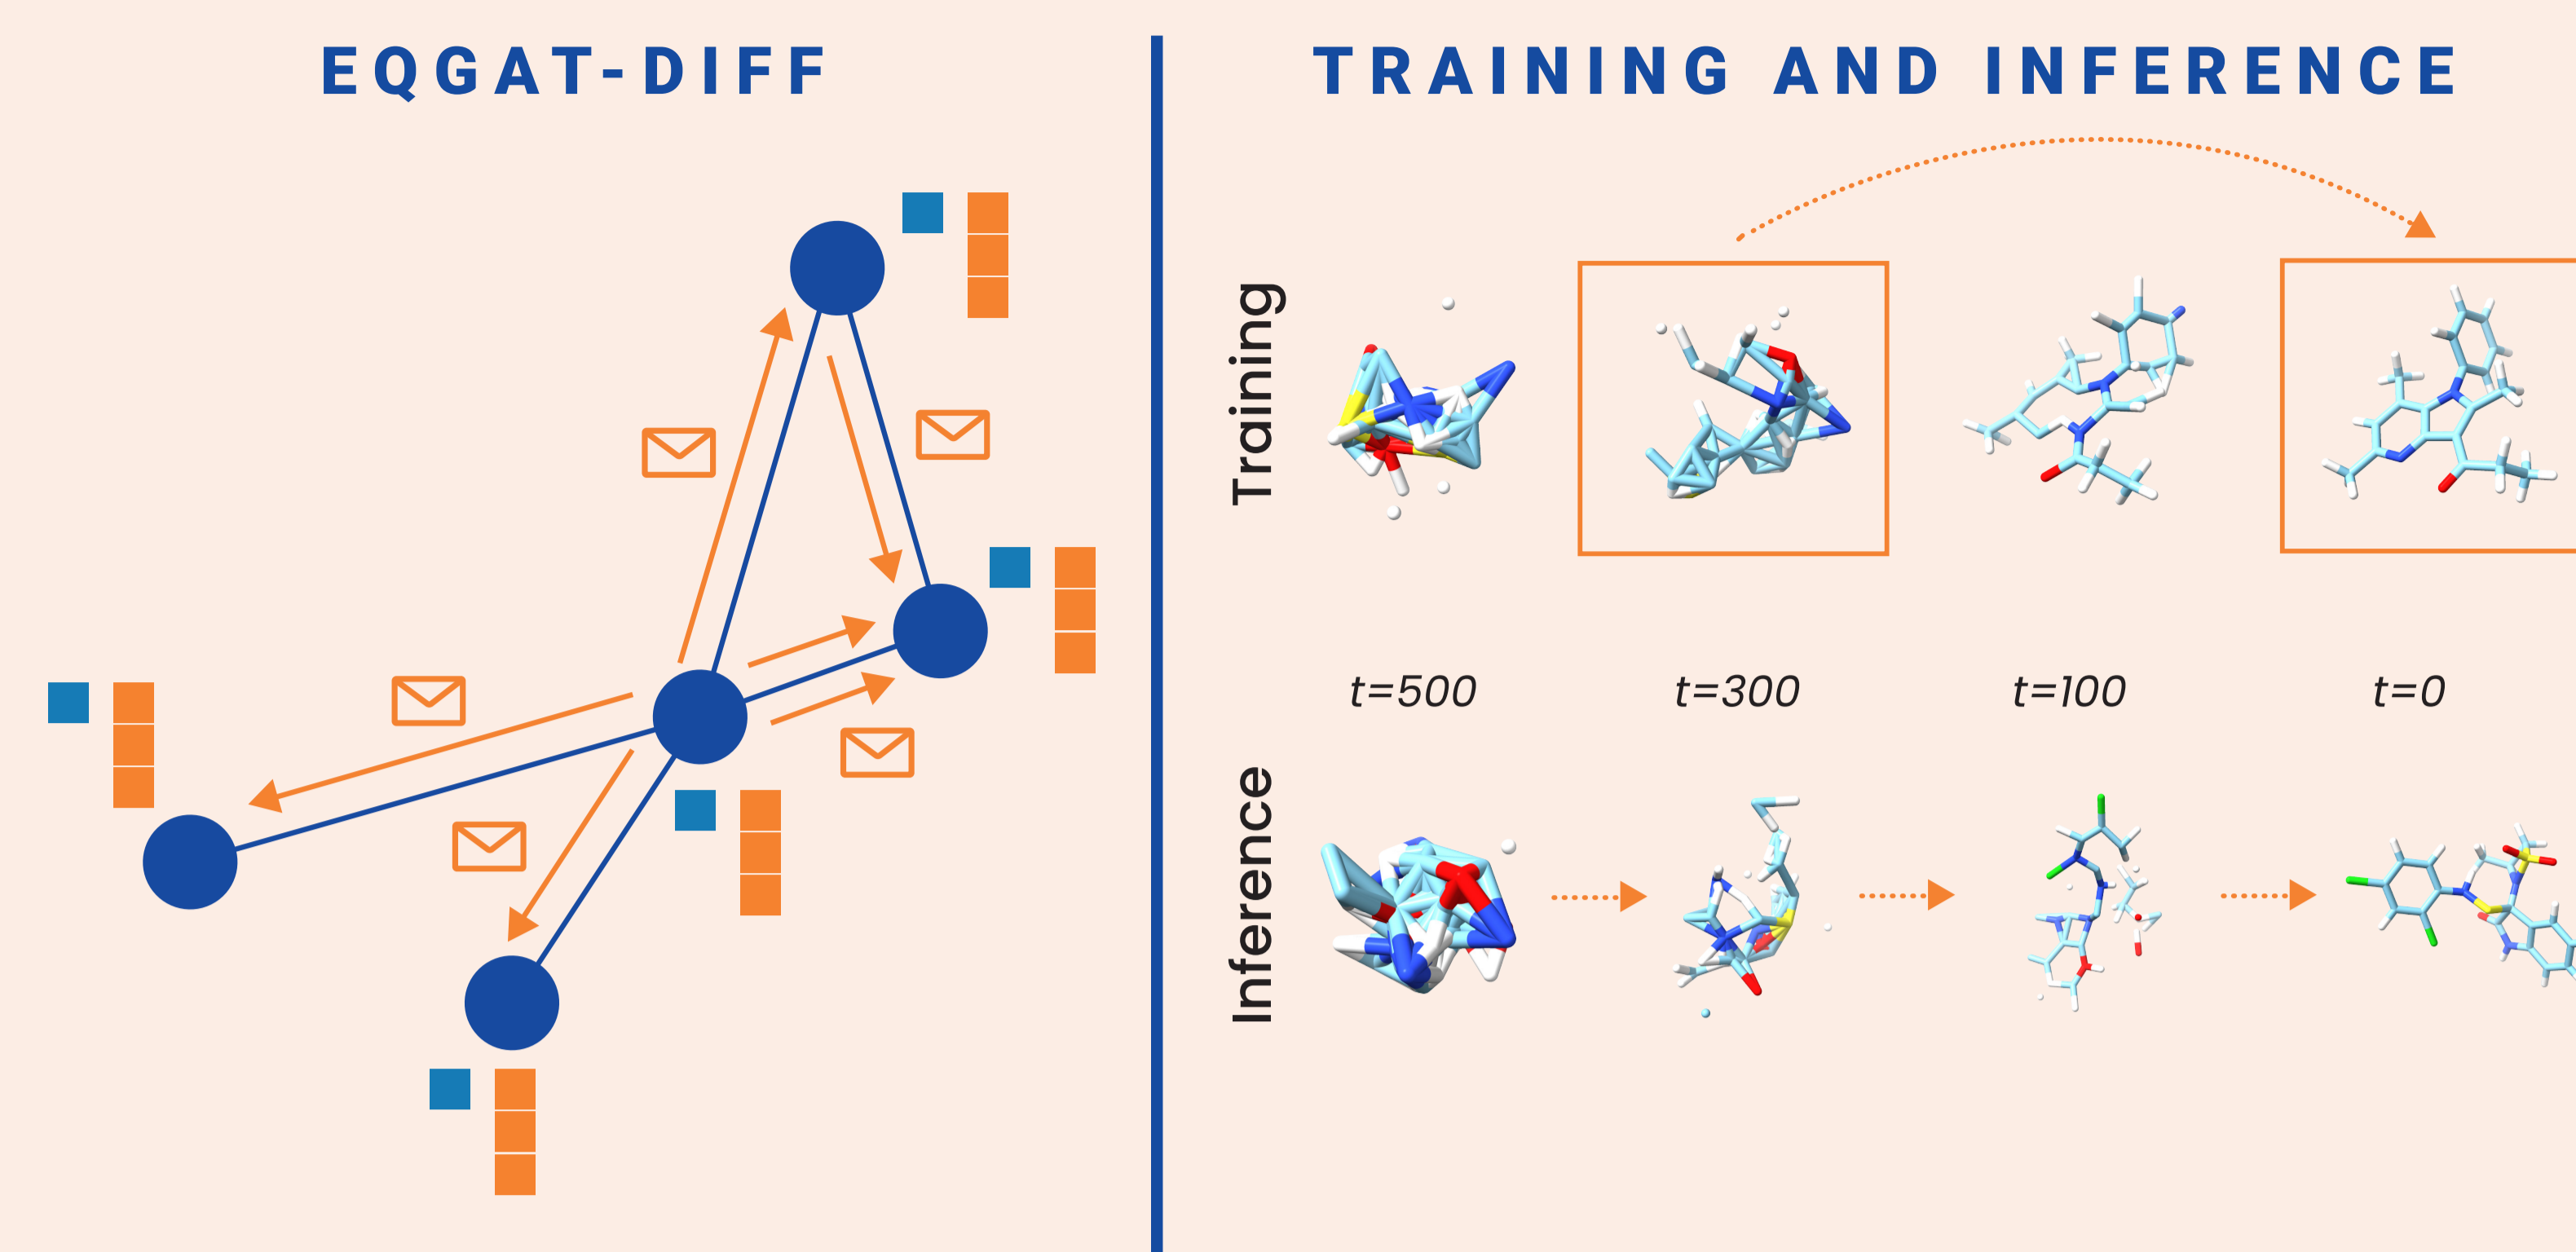 EQGAT-DIFF
TRAINING AND INFERENCE
Training
t=500
t=300
t=100
t=0
Inference